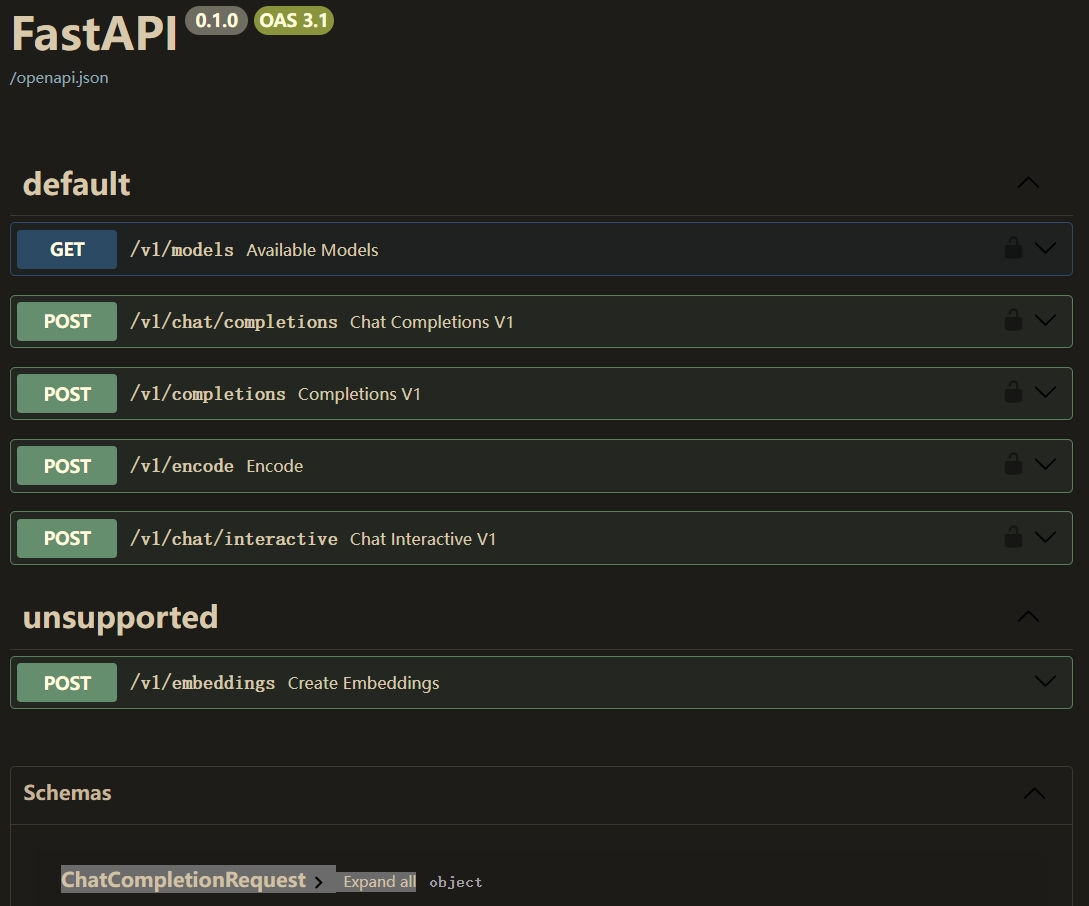 FastAPI 0.1.0 OAS 3.1
/openapi.json
default
GET /v1/models Available Models
POST /v1/chat/completions Chat Completions V1
POST /v1/completions Completions V1
POST /v1/encode Encode
POST /v1/chat/interactive Chat Interactive V1
unsupported
POST /v1/embeddings Create Embeddings
Schemas
ChatCompletionRequest Expand all object